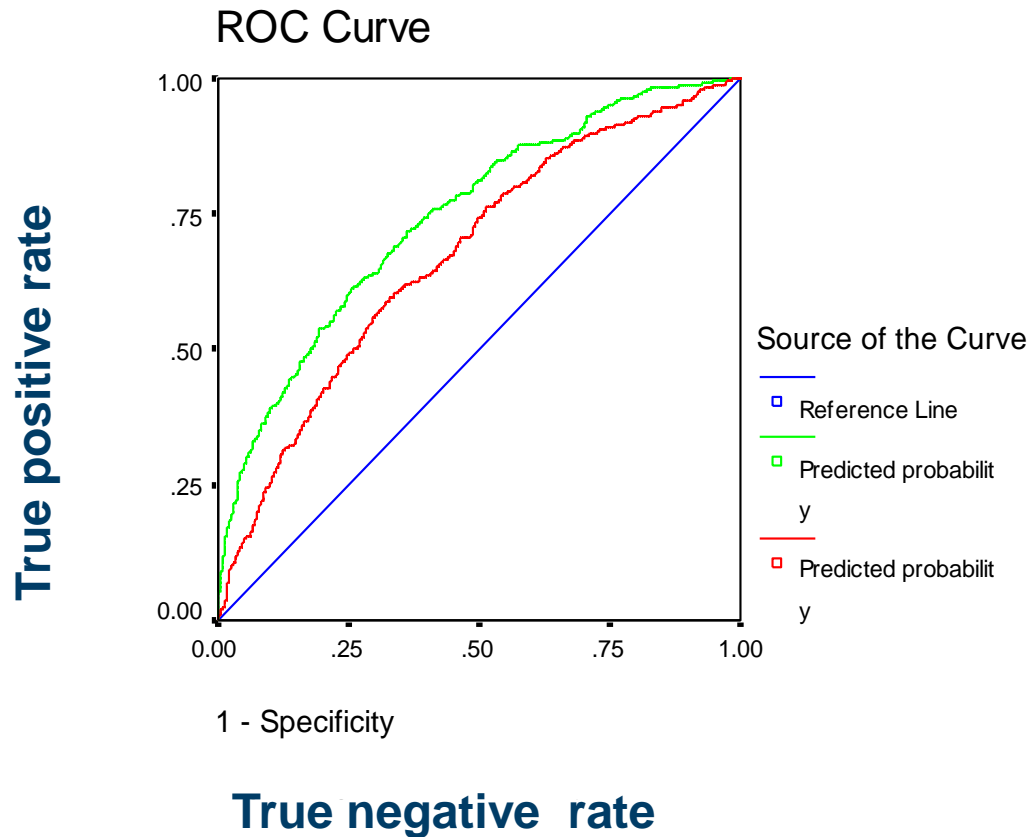 ROC Curve
True positive rate
1.00
.75
.50
.25
0.00
0.00 .25 .50 .75 1.00
1 - Specificity
True negative rate
Source of the Curve
Reference Line
Predicted probabilit
y
Predicted probabilit
y